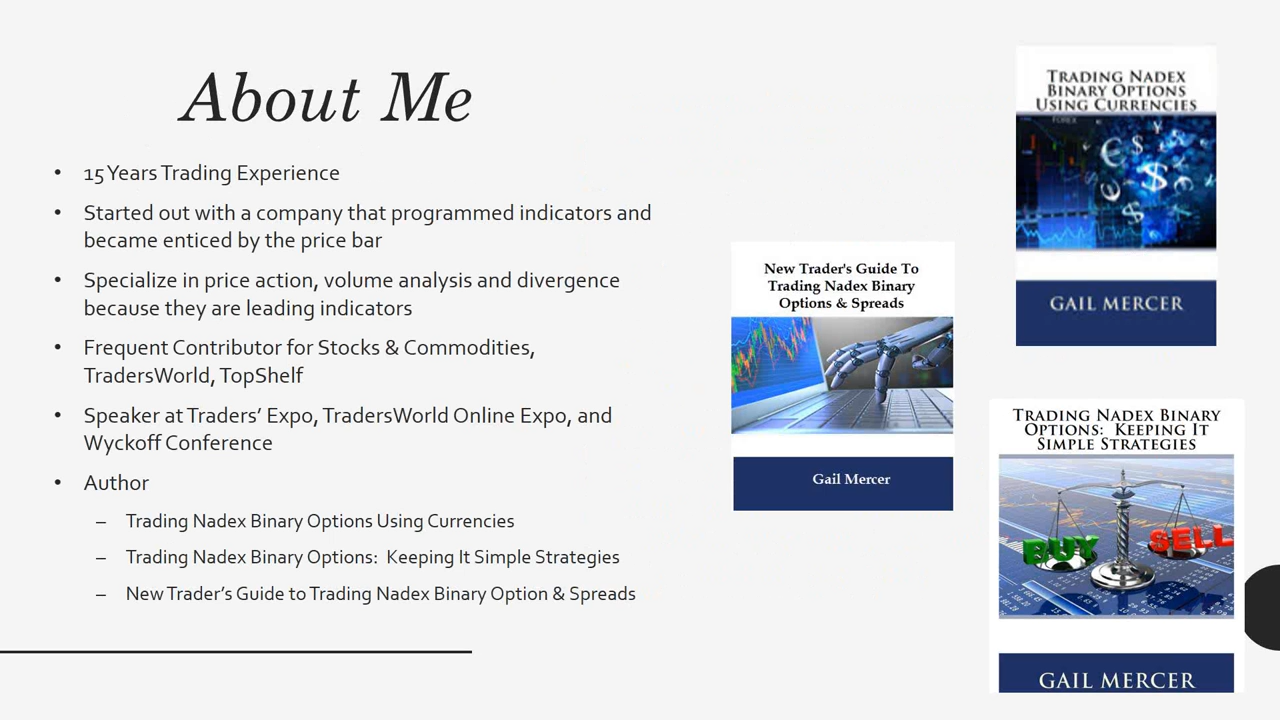 About Me
• 15 Years Trading Experience
• Started out with a company that programmed indicators and
became enticed by the price bar
• Specialize in price action, volume analysis and divergence
because they are leading indicators
• Frequent Contributor for Stocks & Commodities,
TradersWorld, TopShelf
• Speaker at Traders’ Expo, TradersWorld Online Expo, and
Wyckoff Conference
• Author
– Trading Nadex Binary Options Using Currencies
– Trading Nadex Binary Options:  Keeping It Simple Strategies
– New Trader’s Guide to Trading Nadex Binary Option & Spreads
New Trader's Guide To
Trading Nadex Binary
Options & Spreads
Gail Mercer
Trading Nadex
Binary Options
Using Currencies
FOREX
GAIL MERCER
Trading Nadex Binary
Options:  Keeping It
Simple Strategies
BUY
SELL
GAIL MERCER